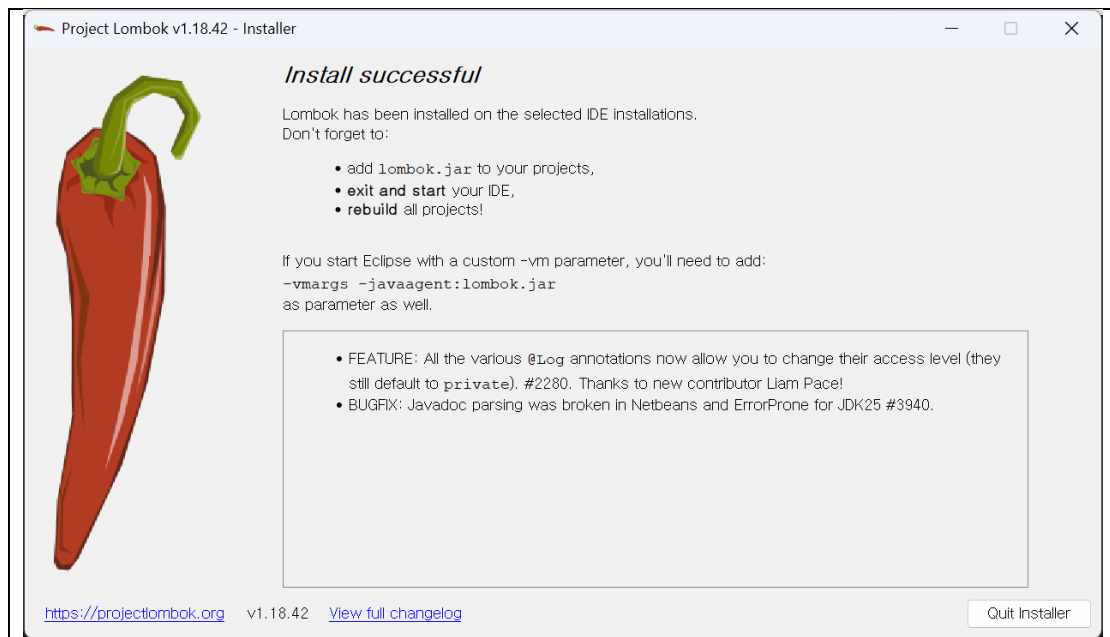 Project Lombok v1.18.42 - Installer
Install successful
Lombok has been installed on the selected IDE installations.
Don't forget to:
• add lombok.jar to your projects,
• exit and start your IDE,
• rebuild all projects!
If you start Eclipse with a custom -vm parameter, you'll need to add:
-vmargs -javaagent:lombok.jar
as parameter as well.
• FEATURE: All the various @Log annotations now allow you to change their access level (they
still default to private). #2280. Thanks to new contributor Liam Pace!
• BUGFIX: Javadoc parsing was broken in Netbeans and ErrorProne for JDK25 #3940.
https://projectlombok.org v1.18.42 View full changelog Quit Installer